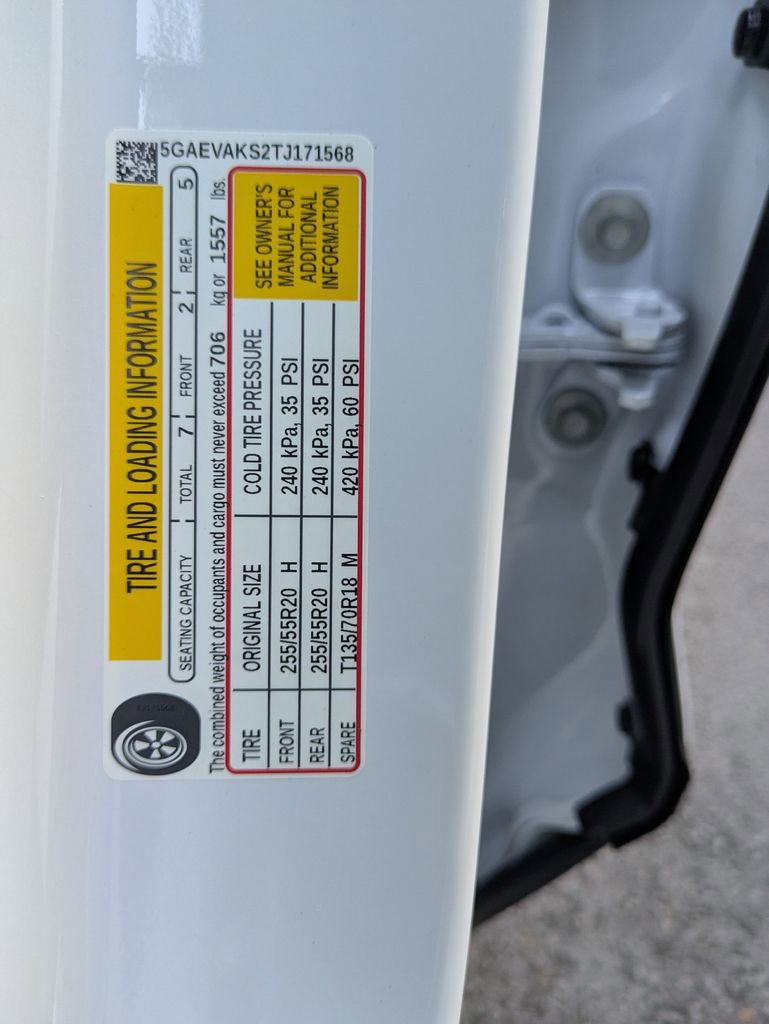 5GAEVAKS2TJ171568
TIRE AND LOADING INFORMATION
SEATING CAPACITY TOTAL 7 FRONT 2 REAR 5
The combined weight of occupants and cargo must never exceed 706 kg or 1557 lbs.
TIRE ORIGINAL SIZE COLD TIRE PRESSURE
FRONT 255/55R20 H 240 kPa, 35 PSI
REAR 255/55R20 H 240 kPa, 35 PSI
SPARE T135/70R18 M 420 kPa, 60 PSI
SEE OWNER'S
MANUAL FOR
ADDITIONAL
INFORMATION